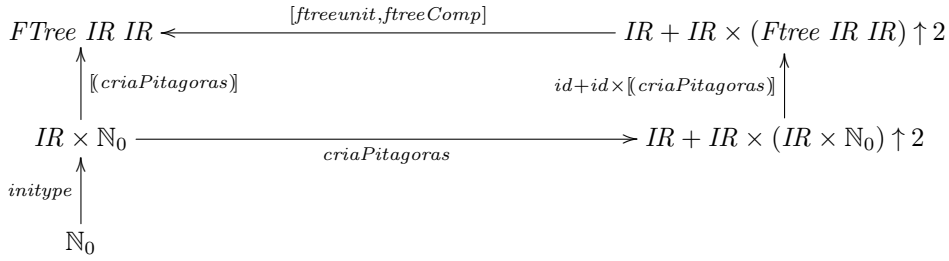 [ftreeunit,ftreeComp]
FTree IR IR IR + IR × (Ftree IR IR) ↑ 2
[(criaPitagoras)] id+id×[(criaPitagoras)]
IR × ℕ₀ IR + IR × (IR × ℕ₀) ↑ 2
criaPitagoras
initype
ℕ₀